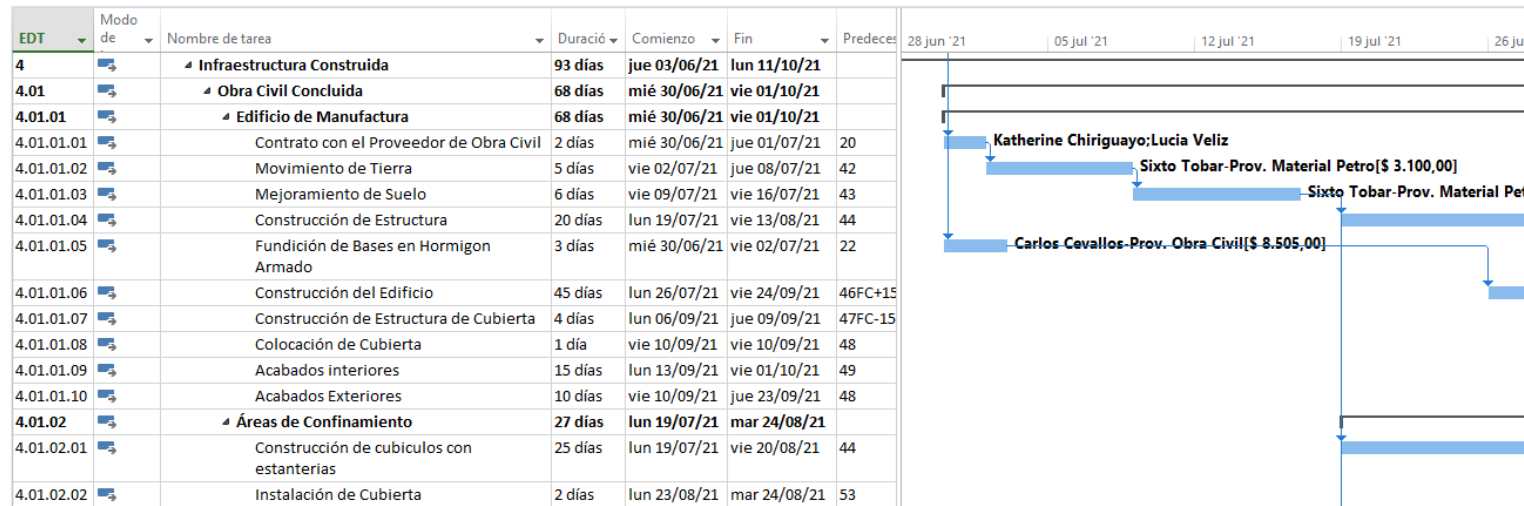 EDT Modo de Nombre de tarea Duració Comienzo Fin Predeces 28 jun '21 05 jul '21 12 jul '21 19 jul '21 26 ju
4 Infraestructura Construida 93 días jue 03/06/21 lun 11/10/21
4.01 Obra Civil Concluida 68 días mié 30/06/21 vie 01/10/21
4.01.01 Edificio de Manufactura 68 días mié 30/06/21 vie 01/10/21
4.01.01.01 Contrato con el Proveedor de Obra Civil 2 días mié 30/06/21 jue 01/07/21 20 Katherine Chiriguayo;Lucia Veliz
4.01.01.02 Movimiento de Tierra 5 días vie 02/07/21 jue 08/07/21 42 Sixto Tobar-Prov. Material Petro[$ 3.100,00]
4.01.01.03 Mejoramiento de Suelo 6 días vie 09/07/21 vie 16/07/21 43 Sixto Tobar-Prov. Material Pet
4.01.01.04 Construcción de Estructura 20 días lun 19/07/21 vie 13/08/21 44
4.01.01.05 Fundición de Bases en Hormigon 3 días mié 30/06/21 vie 02/07/21 22 Carlos Cevallos-Prov. Obra Civil[$ 8.505,00]
Armado
4.01.01.06 Construcción del Edificio 45 días lun 26/07/21 vie 24/09/21 46FC+15
4.01.01.07 Construcción de Estructura de Cubierta 4 días lun 06/09/21 jue 09/09/21 47FC-15
4.01.01.08 Colocación de Cubierta 1 día vie 10/09/21 vie 10/09/21 48
4.01.01.09 Acabados interiores 15 días lun 13/09/21 vie 01/10/21 49
4.01.01.10 Acabados Exteriores 10 días vie 10/09/21 jue 23/09/21 48
4.01.02 Áreas de Confinamiento 27 días lun 19/07/21 mar 24/08/21
4.01.02.01 Construcción de cubiculos con 25 días lun 19/07/21 vie 20/08/21 44
estanterias
4.01.02.02 Instalación de Cubierta 2 días lun 23/08/21 mar 24/08/21 53